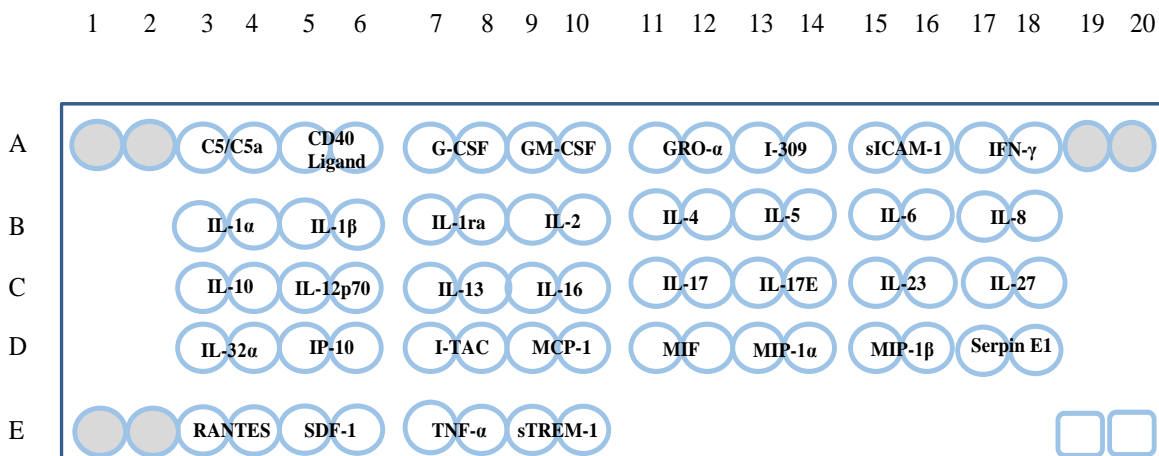 1 2 3 4 5 6 7 8 9 10 11 12 13 14 15 16 17 18 19 20
A C5/C5a CD40 Ligand G-CSF GM-CSF GRO-α I-309 sICAM-1 IFN-γ
B IL-1α IL-1β IL-1ra IL-2 IL-4 IL-5 IL-6 IL-8
C IL-10 IL-12p70 IL-13 IL-16 IL-17 IL-17E IL-23 IL-27
D IL-32α IP-10 I-TAC MCP-1 MIF MIP-1α MIP-1β Serpin E1
E RANTES SDF-1 TNF-α sTREM-1